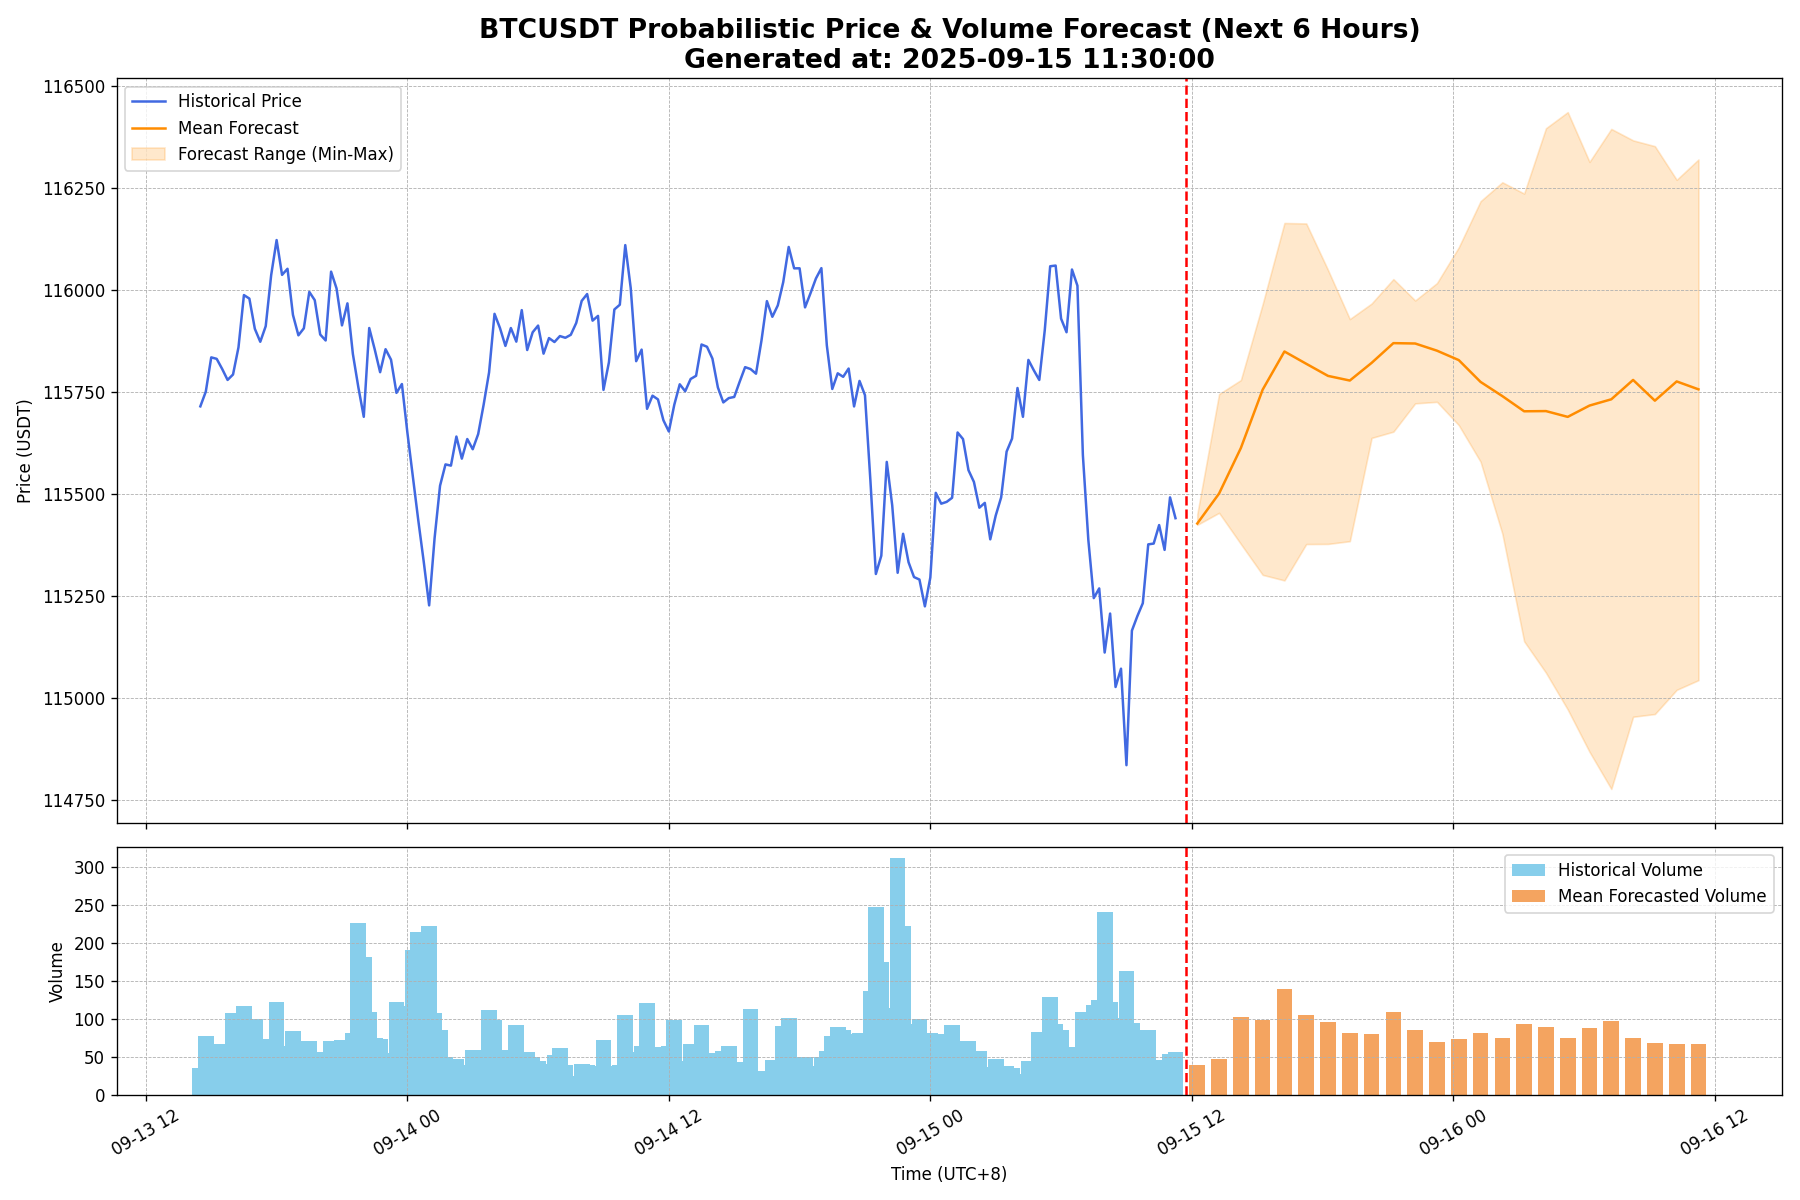 BTCUSDT Probabilistic Price & Volume Forecast (Next 6 Hours)
Generated at: 2025-09-15 11:30:00
Historical Price
Mean Forecast
Forecast Range (Min-Max)
116500
116250
116000
115750
115500
115250
115000
114750
Price (USDT)
Historical Volume
Mean Forecasted Volume
300
250
200
150
100
50
0
Volume
09-13 12
09-14 00
09-14 12
09-15 00
09-15 12
09-16 00
09-16 12
Time (UTC+8)